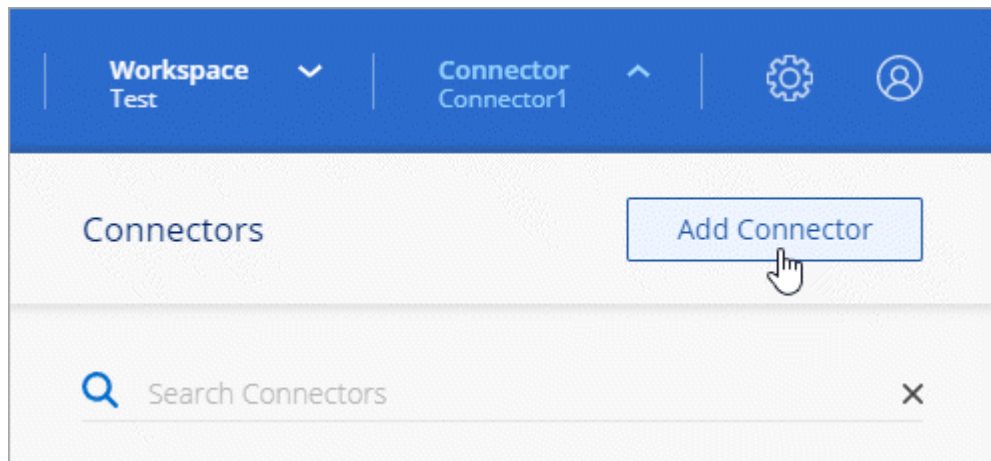 Workspace
Test
Connector
Connector1
Connectors
Add Connector
Search Connectors